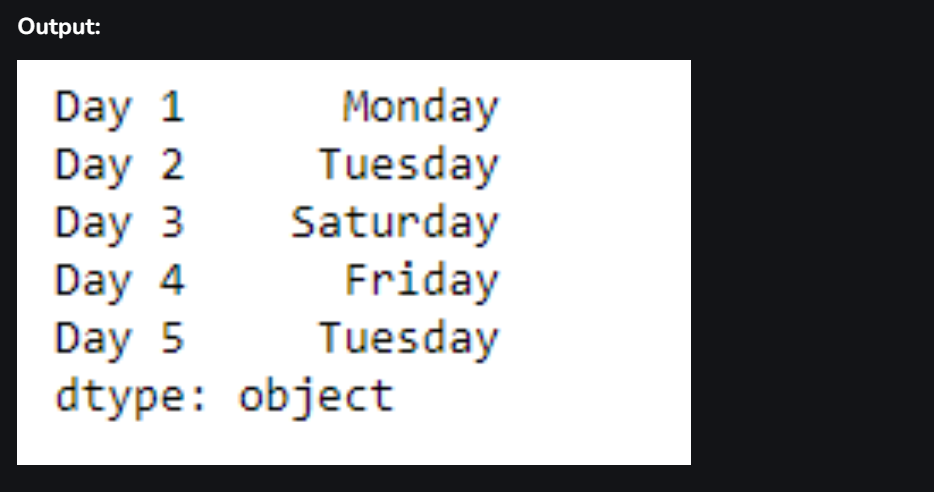 Output:
Day 1 Monday
Day 2 Tuesday
Day 3 Saturday
Day 4 Friday
Day 5 Tuesday
dtype: object